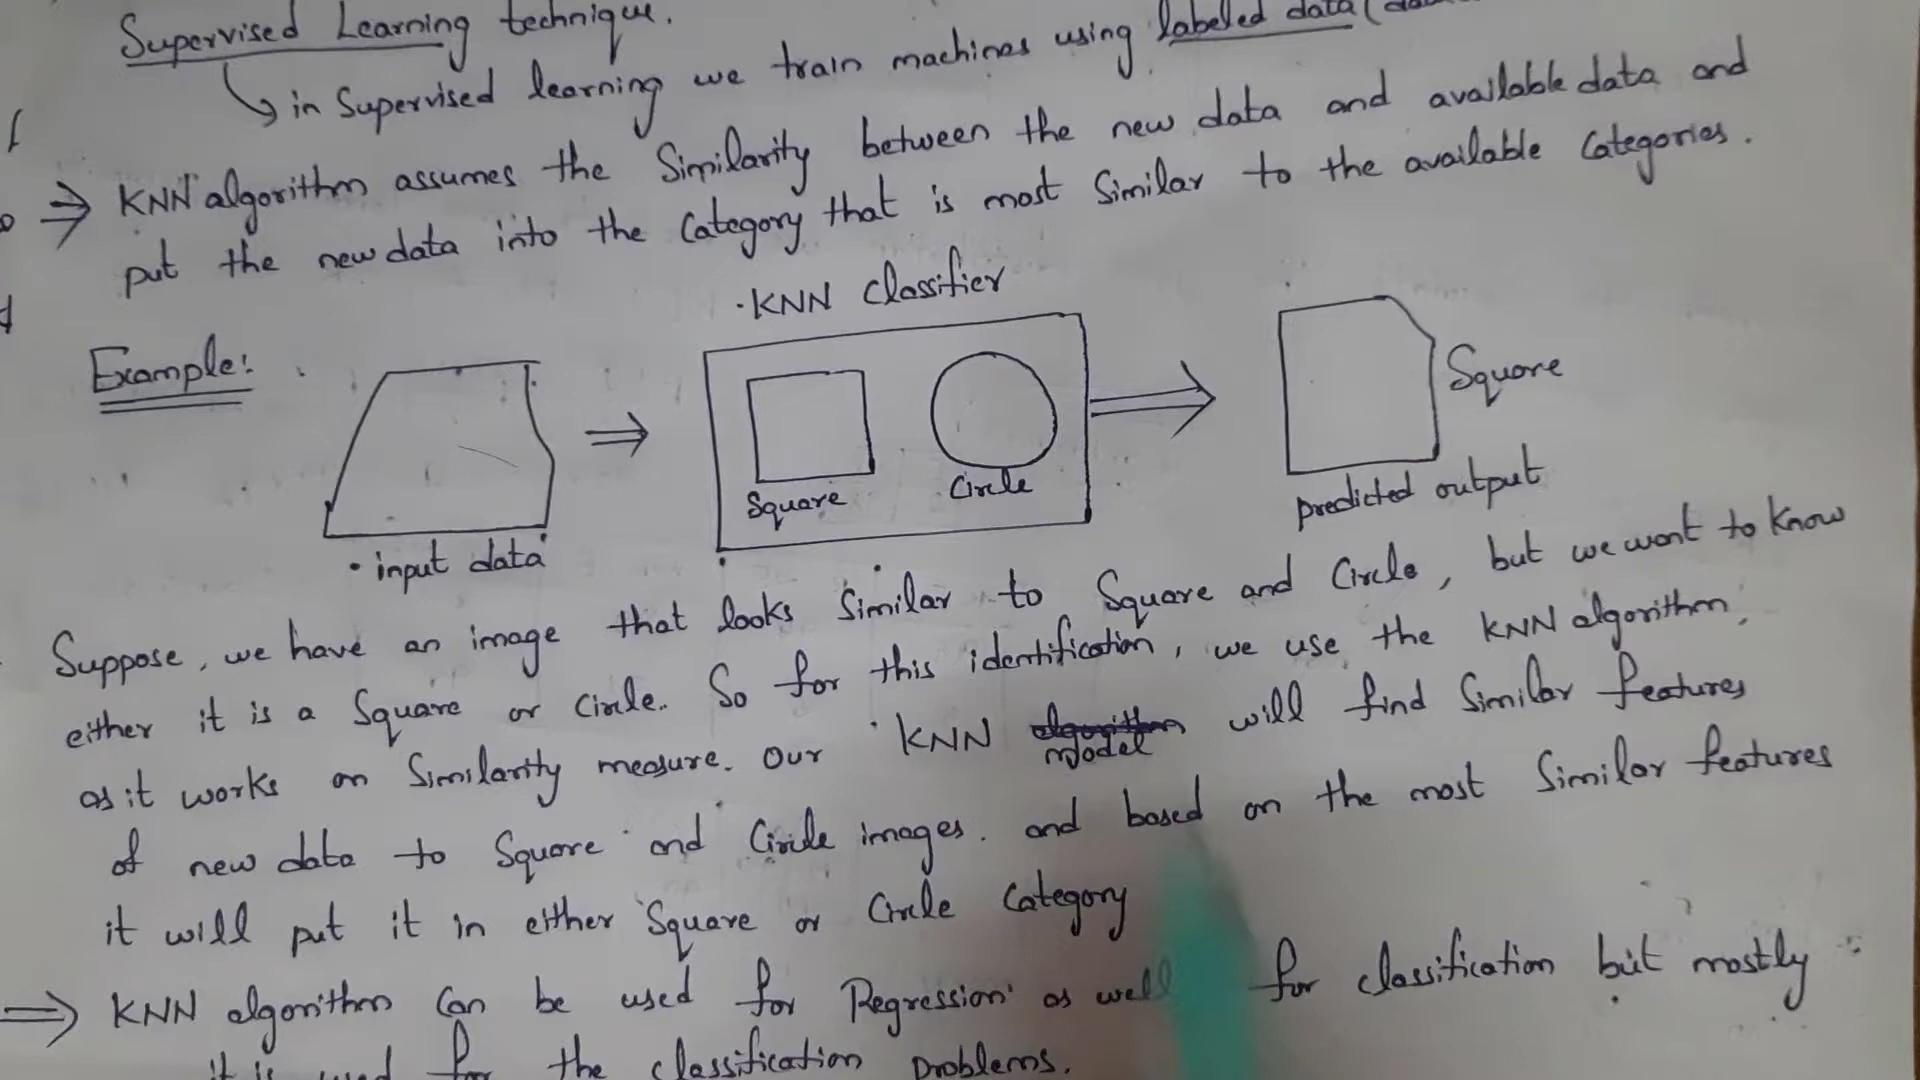 Supervised Learning technique.
in Supervised learning we train machines using labeled data (
⇒ KNN algorithm assumes the Similarity between the new data and available data and
put the new data into the Category that is most Similar to the available Categories.
KNN Classifier
Example:
Square
Square
Circle
predicted output
input data
Suppose, we have an image that looks Similar to Square and Circle, but we want to know
either it is a Square or Circle. So for this identification, we use the KNN algorithm,
as it works on Similarity measure. Our KNN model will find Similar features
of new data to Square and Circle images. and based on the most Similar features
it will put it in either Square or Circle Category
⇒ KNN algorithm Can be used for Regression as well for classification but mostly
it is used for the classification problems.